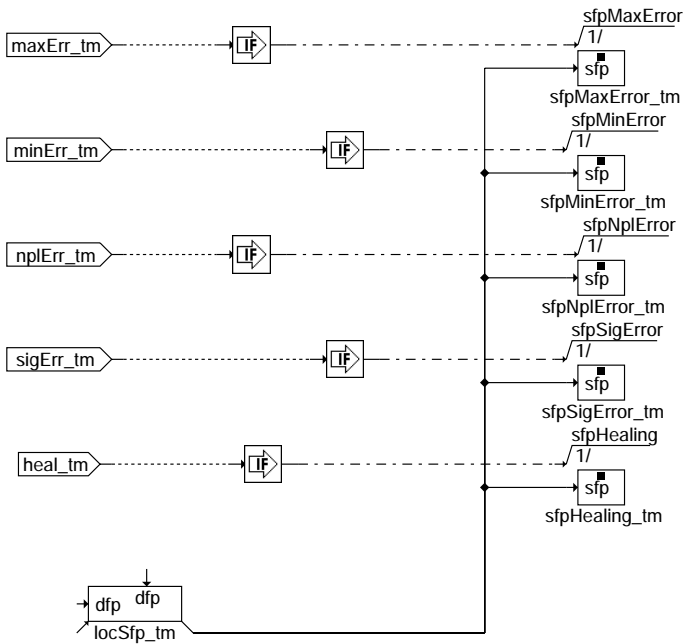 maxErr_tm
IF
sfpMaxError
1/
sfp
sfpMaxError_tm
minErr_tm
IF
sfpMinError
1/
sfp
sfpMinError_tm
nplErr_tm
IF
sfpNplError
1/
sfp
sfpNplError_tm
sigErr_tm
IF
sfpSigError
1/
sfp
sfpSigError_tm
heal_tm
IF
sfpHealing
1/
sfp
sfpHealing_tm
dfp dfp
locSfp_tm